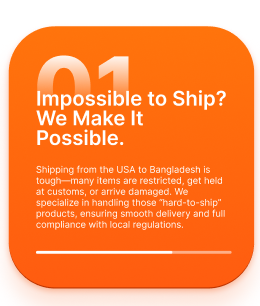 01
Impossible to Ship?
We Make It
Possible.
Shipping from the USA to Bangladesh is
tough—many items are restricted, get held
at customs, or arrive damaged. We
specialize in handling those "hard-to-ship"
products, ensuring smooth delivery and full
compliance with local regulations.